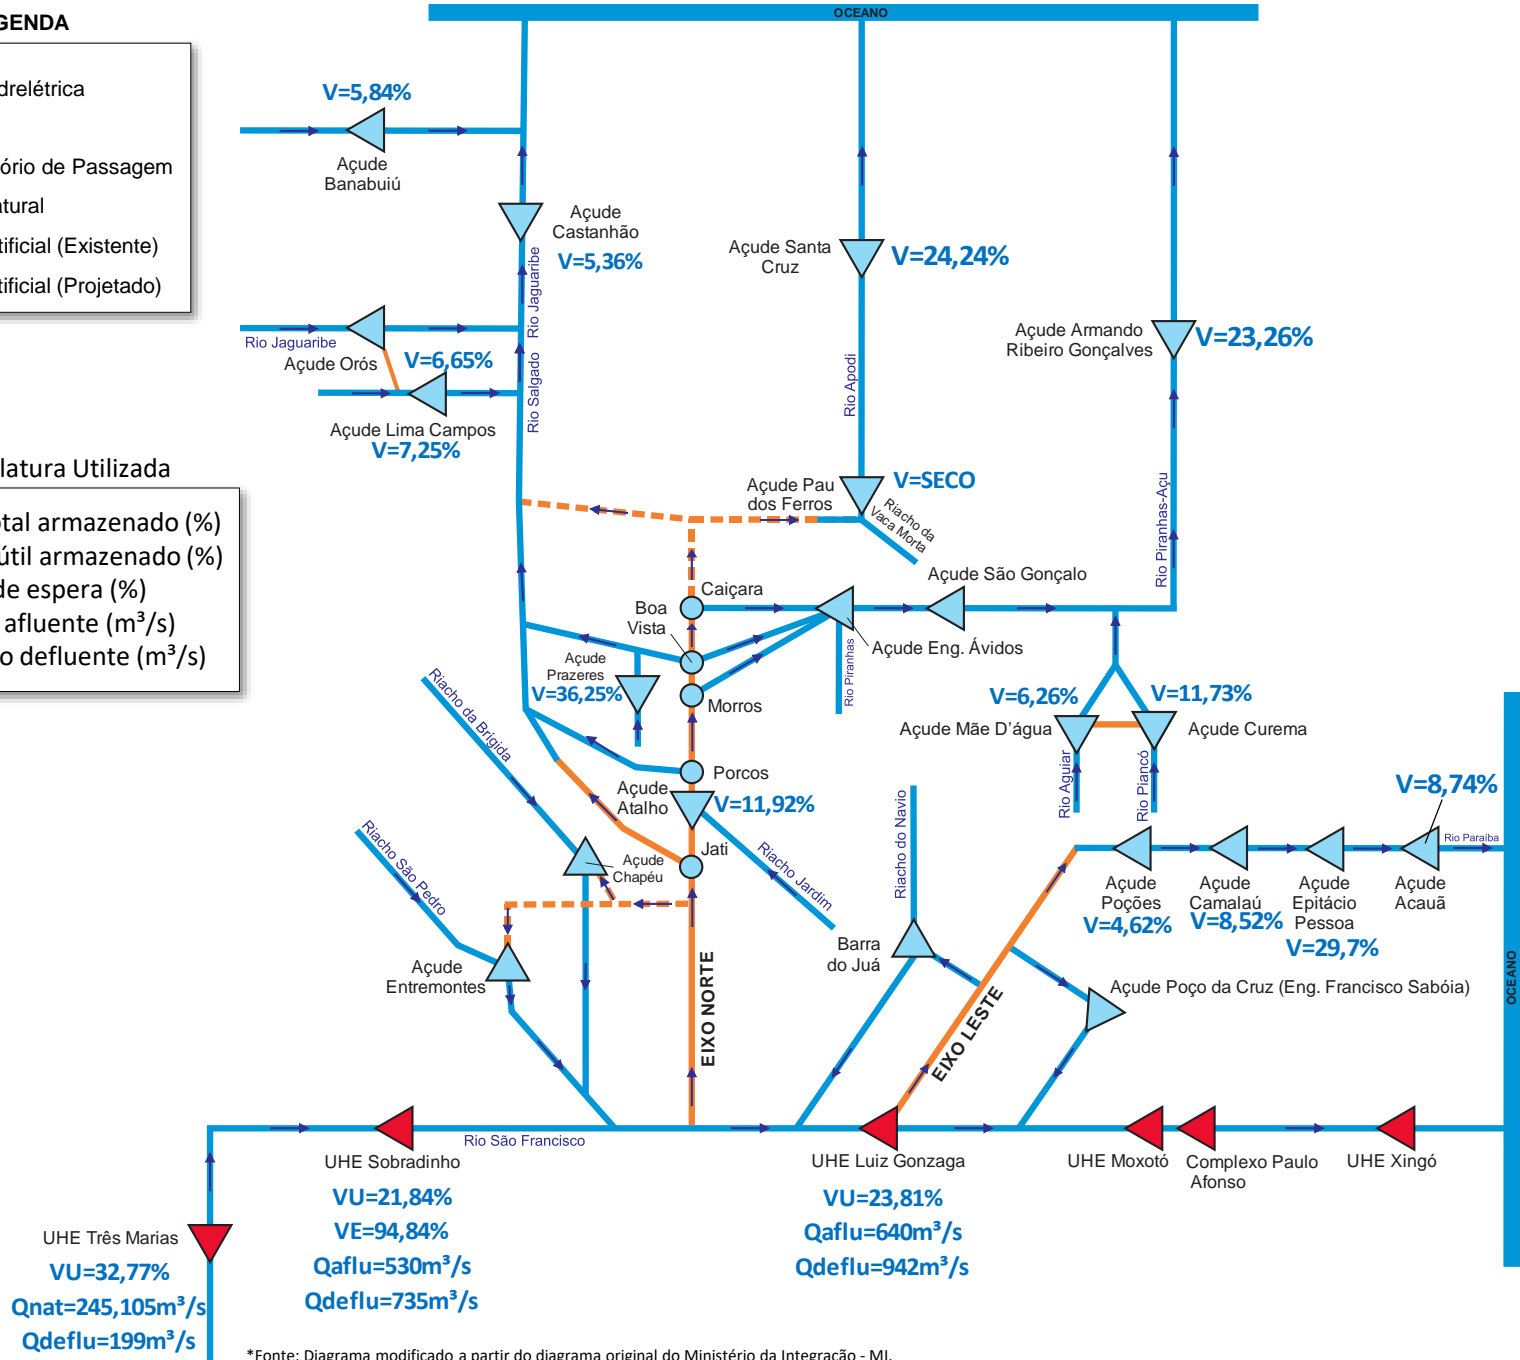 GENDA
drelétrica
ório de Passagem
atural
tificial (Existente)
tificial (Projetado)
latura Utilizada
otal armazenado (%)
útil armazenado (%)
de espera (%)
afluente (m³/s)
o defluente (m³/s)
OCEANO
V=5,84%
Açude
Banabuiú
Açude
Castanhão
V=5,36%
Rio Jaguaribe
Rio Jaguaribe
Açude Orós
V=6,65%
Açude Lima Campos
V=7,25%
Rio Salgado
Açude Santa
Cruz
V=24,24%
Rio Apodi
Açude Armando
Ribeiro Gonçalves
V=23,26%
Rio Piranhas-Açu
Açude Pau
dos Ferros
V=SECO
Riacho da
Vaca Morta
Açude São Gonçalo
Caiçara
Boa
Vista
Açude Eng. Ávidos
Rio Piranhas
Açude
Prazeres
V=36,25%
Morros
Porcos
Açude
Atalho
V=11,92%
Jati
Riacho Jardim
Riacho da Brígida
Açude
Chapéu
Riacho São Pedro
Açude
Entremontes
EIXO NORTE
V=6,26%
Açude Mãe D'água
V=11,73%
Açude Curema
Rio Aguiar
Rio Piancó
V=8,74%
Rio Paraíba
Açude
Poções
V=4,62%
Açude
Camalaú
V=8,52%
Açude
Epitácio
Pessoa
V=29,7%
Açude
Acauã
Riacho do Navio
Barra
do Juá
EIXO LESTE
Açude Poço da Cruz (Eng. Francisco Sabóia)
OCEANO
Rio São Francisco
UHE Sobradinho
VU=21,84%
VE=94,84%
Qaflu=530m³/s
Qdeflu=735m³/s
UHE Luiz Gonzaga
VU=23,81%
Qaflu=640m³/s
Qdeflu=942m³/s
UHE Moxotó
Complexo Paulo
Afonso
UHE Xingó
UHE Três Marias
VU=32,77%
Qnat=245,105m³/s
Qdeflu=199m³/s
*Fonte: Diagrama modificado a partir do diagrama original do Ministério da Integração - MI.